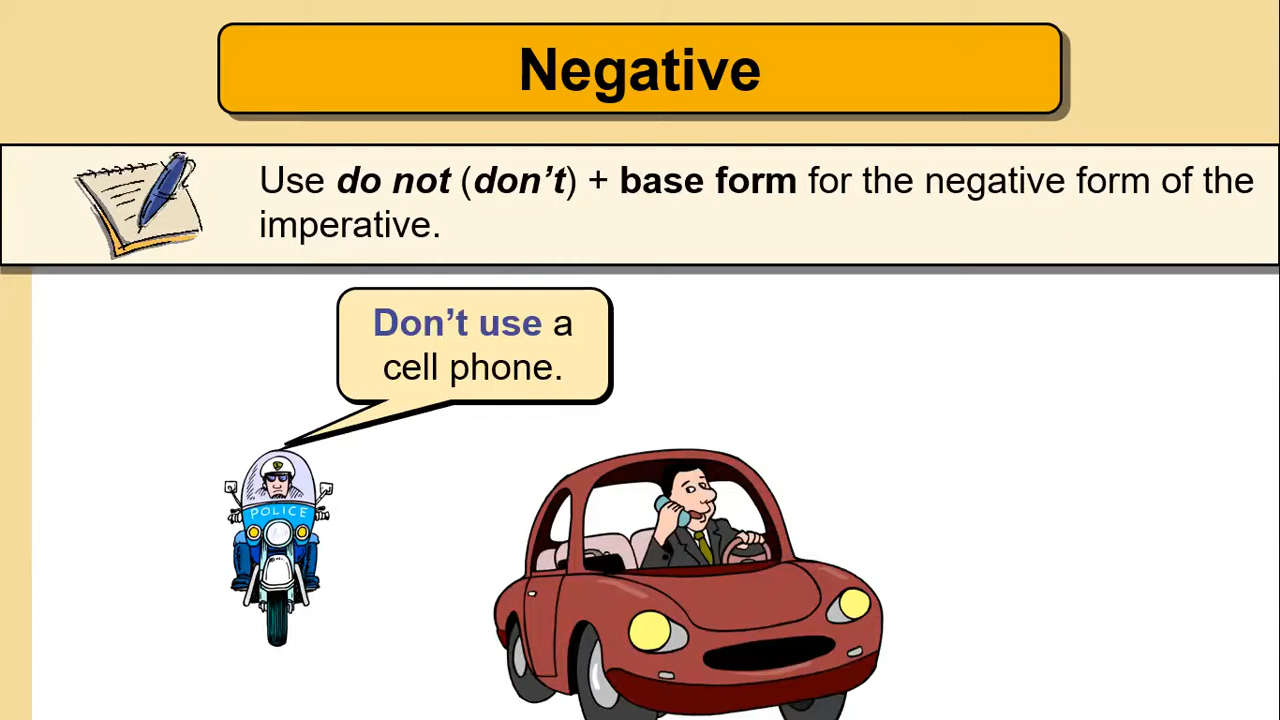 Negative
Use do not (don’t) + base form for the negative form of the
imperative.
Don’t use a
cell phone.
POLICE